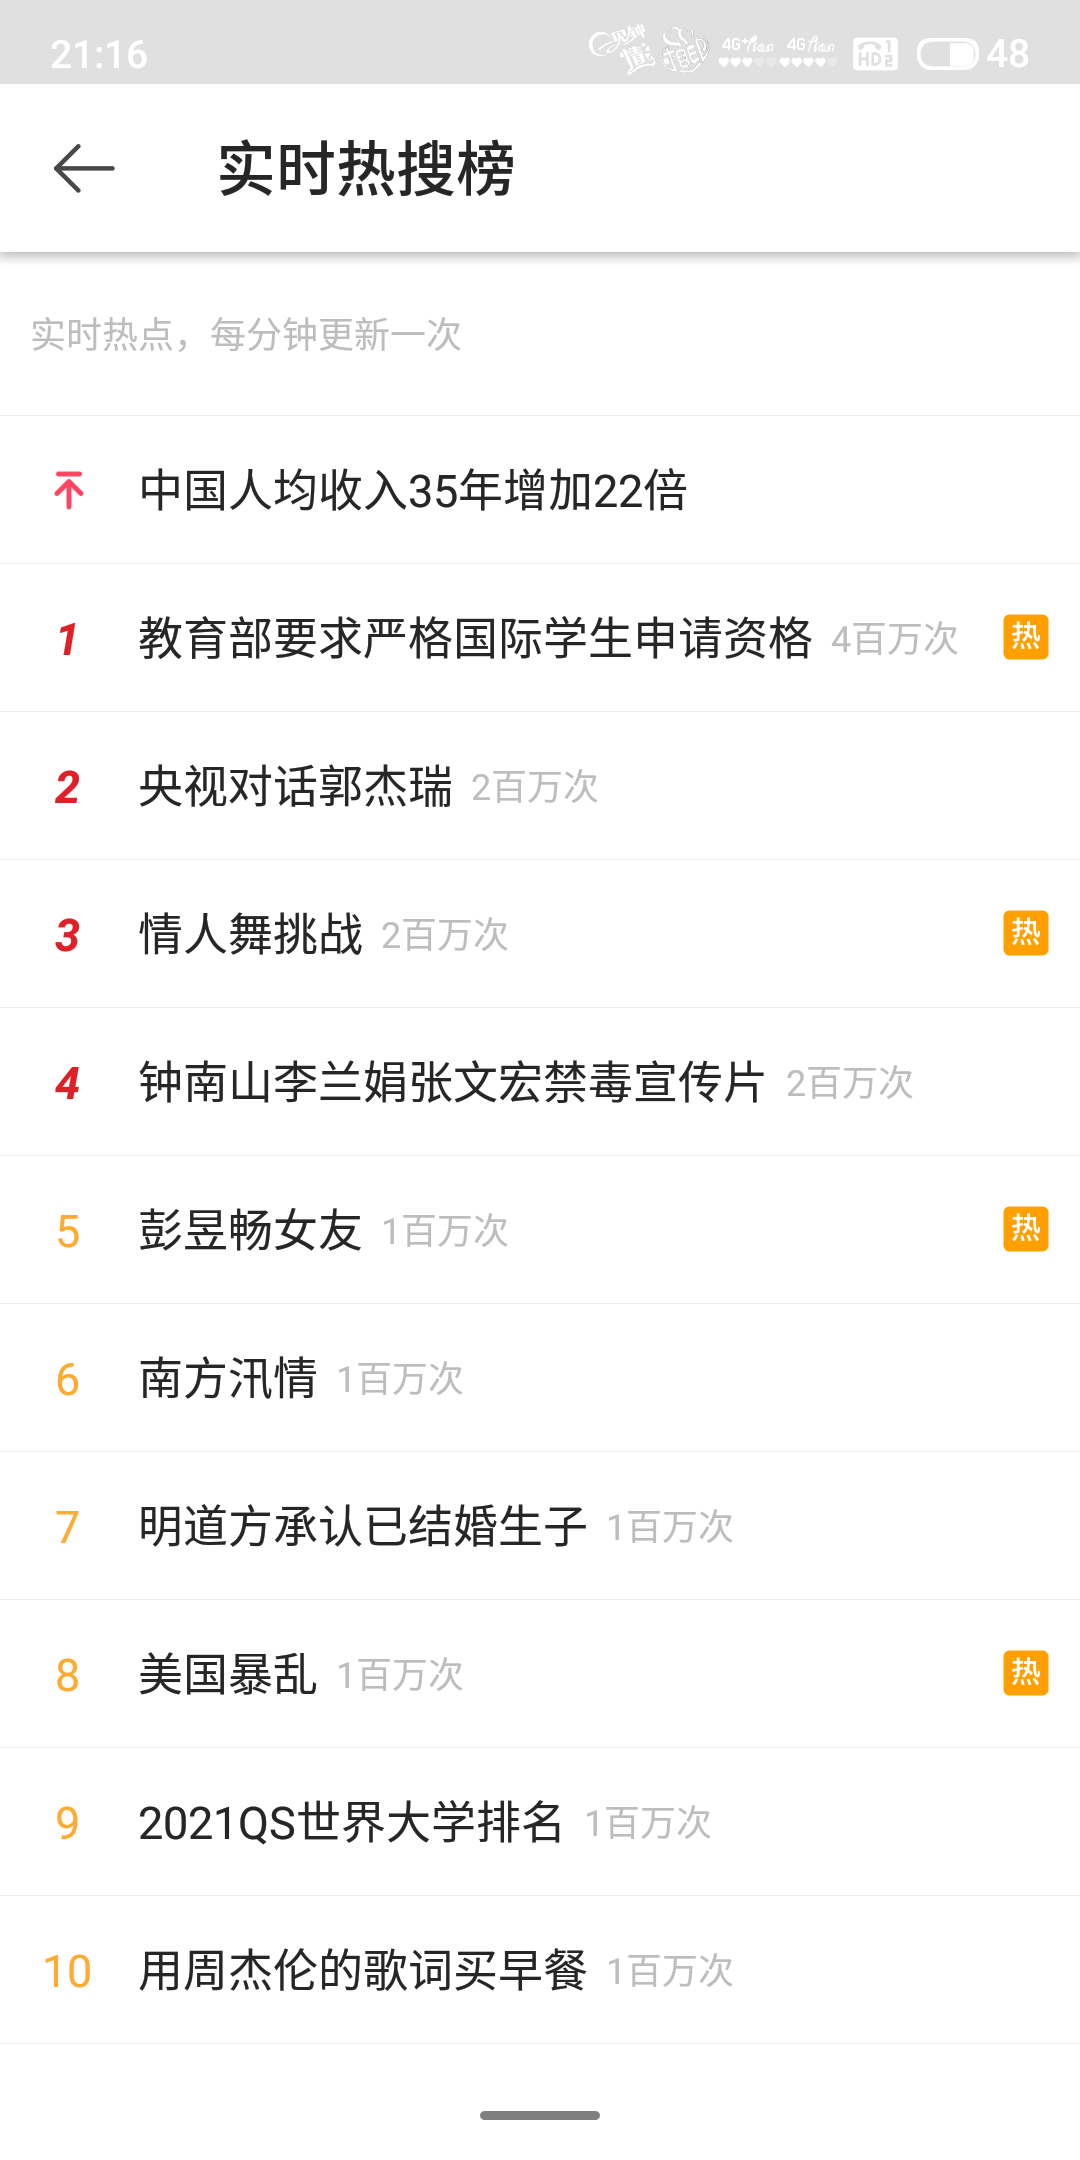 21:16
一见钟情
4G+
4G
HD 1 2
48
实时热搜榜
实时热点，每分钟更新一次
中国人均收入35年增加22倍
1 教育部要求严格国际学生申请资格 4百万次 热
2 央视对话郭杰瑞 2百万次
3 情人舞挑战 2百万次 热
4 钟南山李兰娟张文宏禁毒宣传片 2百万次
5 彭昱畅女友 1百万次 热
6 南方汛情 1百万次
7 明道方承认已结婚生子 1百万次
8 美国暴乱 1百万次 热
9 2021QS世界大学排名 1百万次
10 用周杰伦的歌词买早餐 1百万次